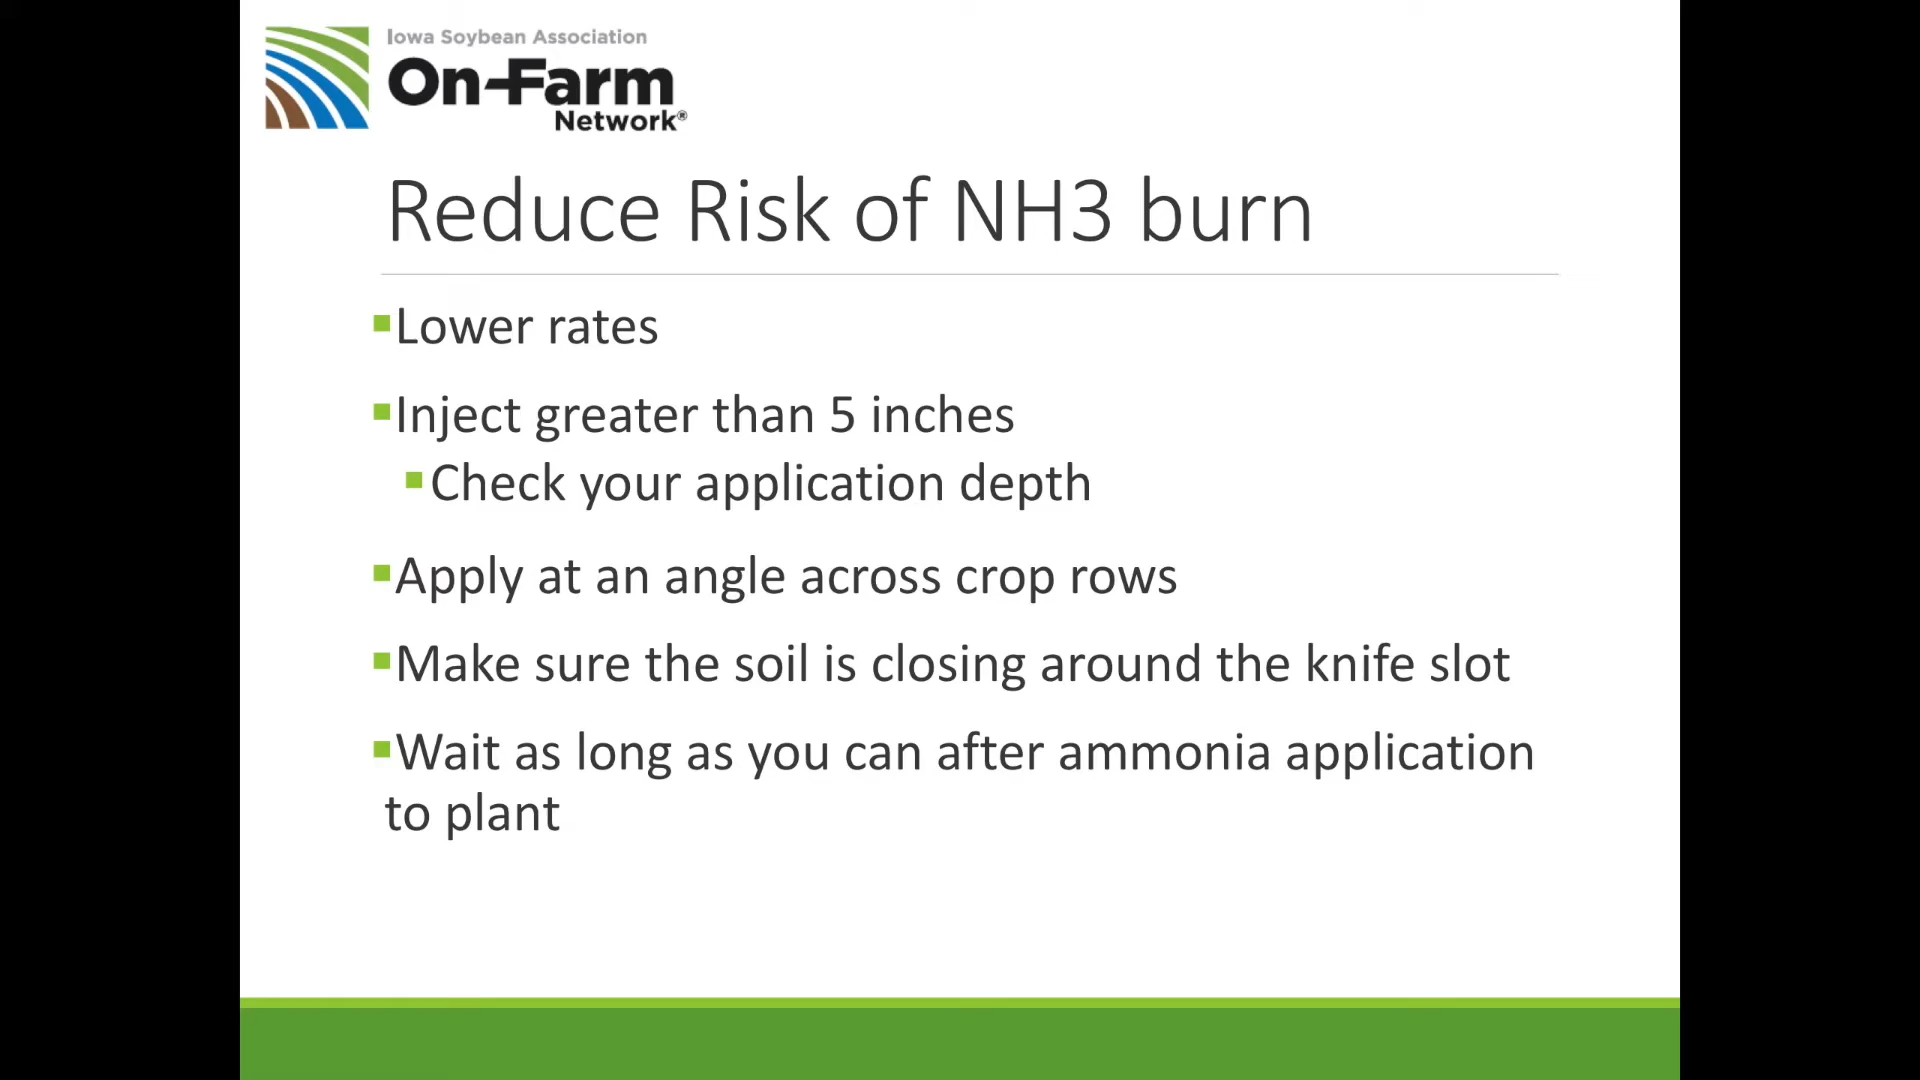 Iowa Soybean Association
On-Farm
Network®
Reduce Risk of NH3 burn
▪Lower rates
▪Inject greater than 5 inches
▪Check your application depth
▪Apply at an angle across crop rows
▪Make sure the soil is closing around the knife slot
▪Wait as long as you can after ammonia application
to plant